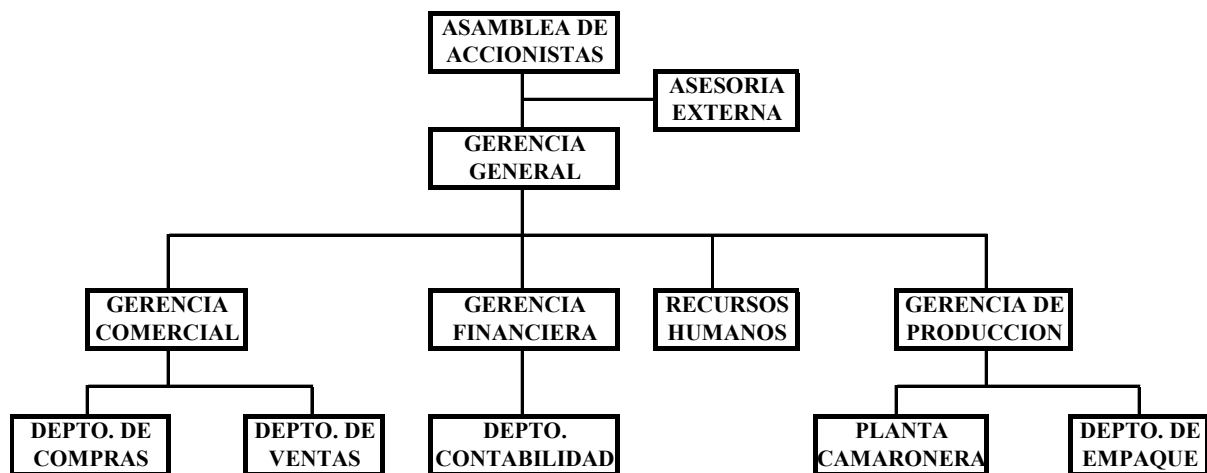 ASAMBLEA DE
ACCIONISTAS
ASESORIA
EXTERNA
GERENCIA
GENERAL
GERENCIA
COMERCIAL
GERENCIA
FINANCIERA
RECURSOS
HUMANOS
GERENCIA DE
PRODUCCION
DEPTO. DE
COMPRAS
DEPTO. DE
VENTAS
DEPTO.
CONTABILIDAD
PLANTA
CAMARONERA
DEPTO. DE
EMPAQUE